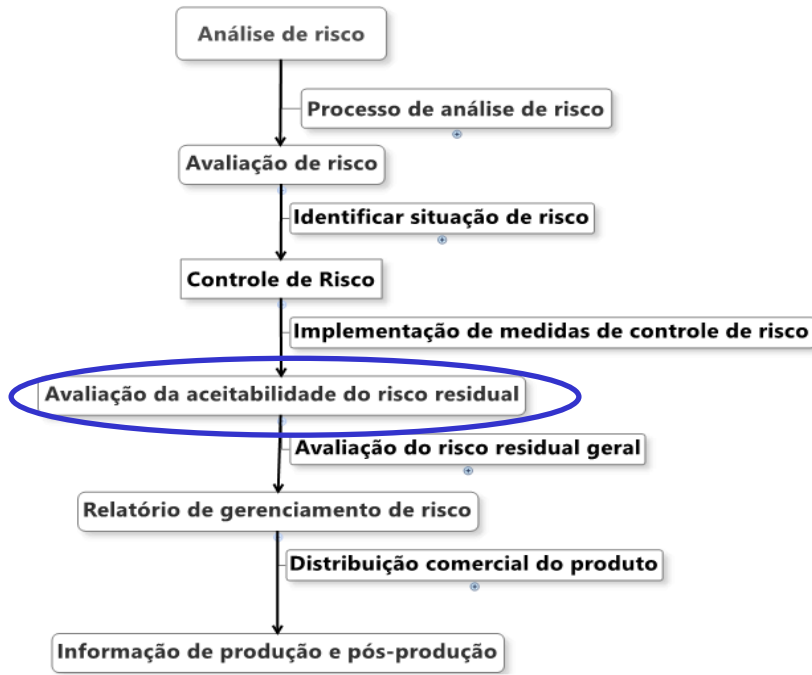 Análise de risco
Processo de análise de risco
Avaliação de risco
Identificar situação de risco
Controle de Risco
Implementação de medidas de controle de risco
Avaliação da aceitabilidade do risco residual
Avaliação do risco residual geral
Relatório de gerenciamento de risco
Distribuição comercial do produto
Informação de produção e pós-produção